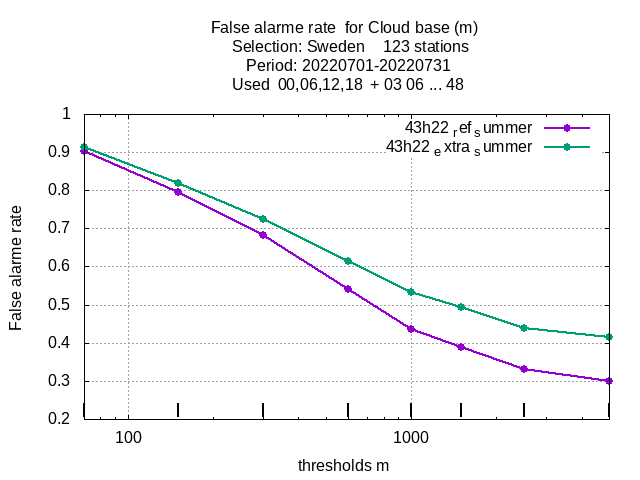 False alarme rate  for Cloud base (m)
Selection: Sweden    123 stations
Period: 20220701-20220731
Used  00,06,12,18  + 03 06 ... 48
43h22 ref summer
43h22 extra summer
1
0.9
0.8
0.7
0.6
0.5
0.4
0.3
0.2
False alarme rate
100 1000
thresholds m